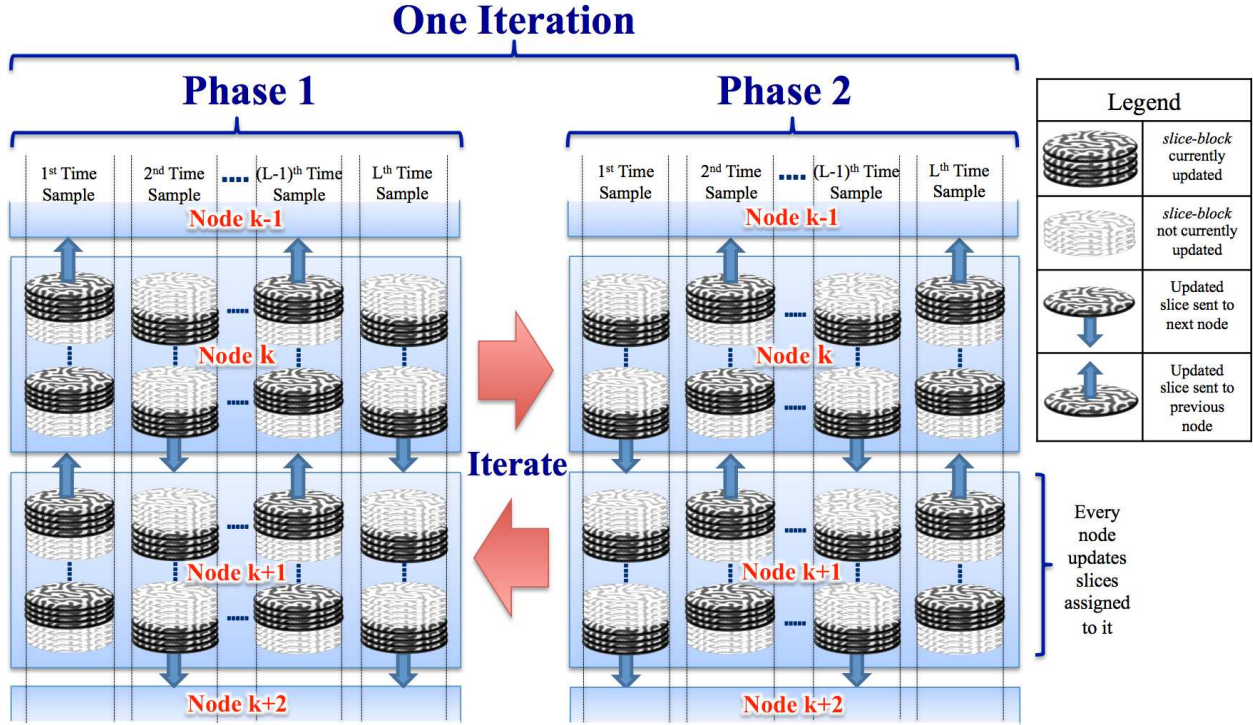 One Iteration
Phase 1
Phase 2
1st Time
Sample
2nd Time
Sample
(L-1)th Time
Sample
Lth Time
Sample
1st Time
Sample
2nd Time
Sample
(L-1)th Time
Sample
Lth Time
Sample
Node k-1
Node k-1
Node k
Node k
Iterate
Node k+1
Node k+1
Node k+2
Node k+2
Legend
slice-block
currently
updated
slice-block
not currently
updated
Updated
slice sent to
next node
Updated
slice sent to
previous
node
Every
node
updates
slices
assigned
to it